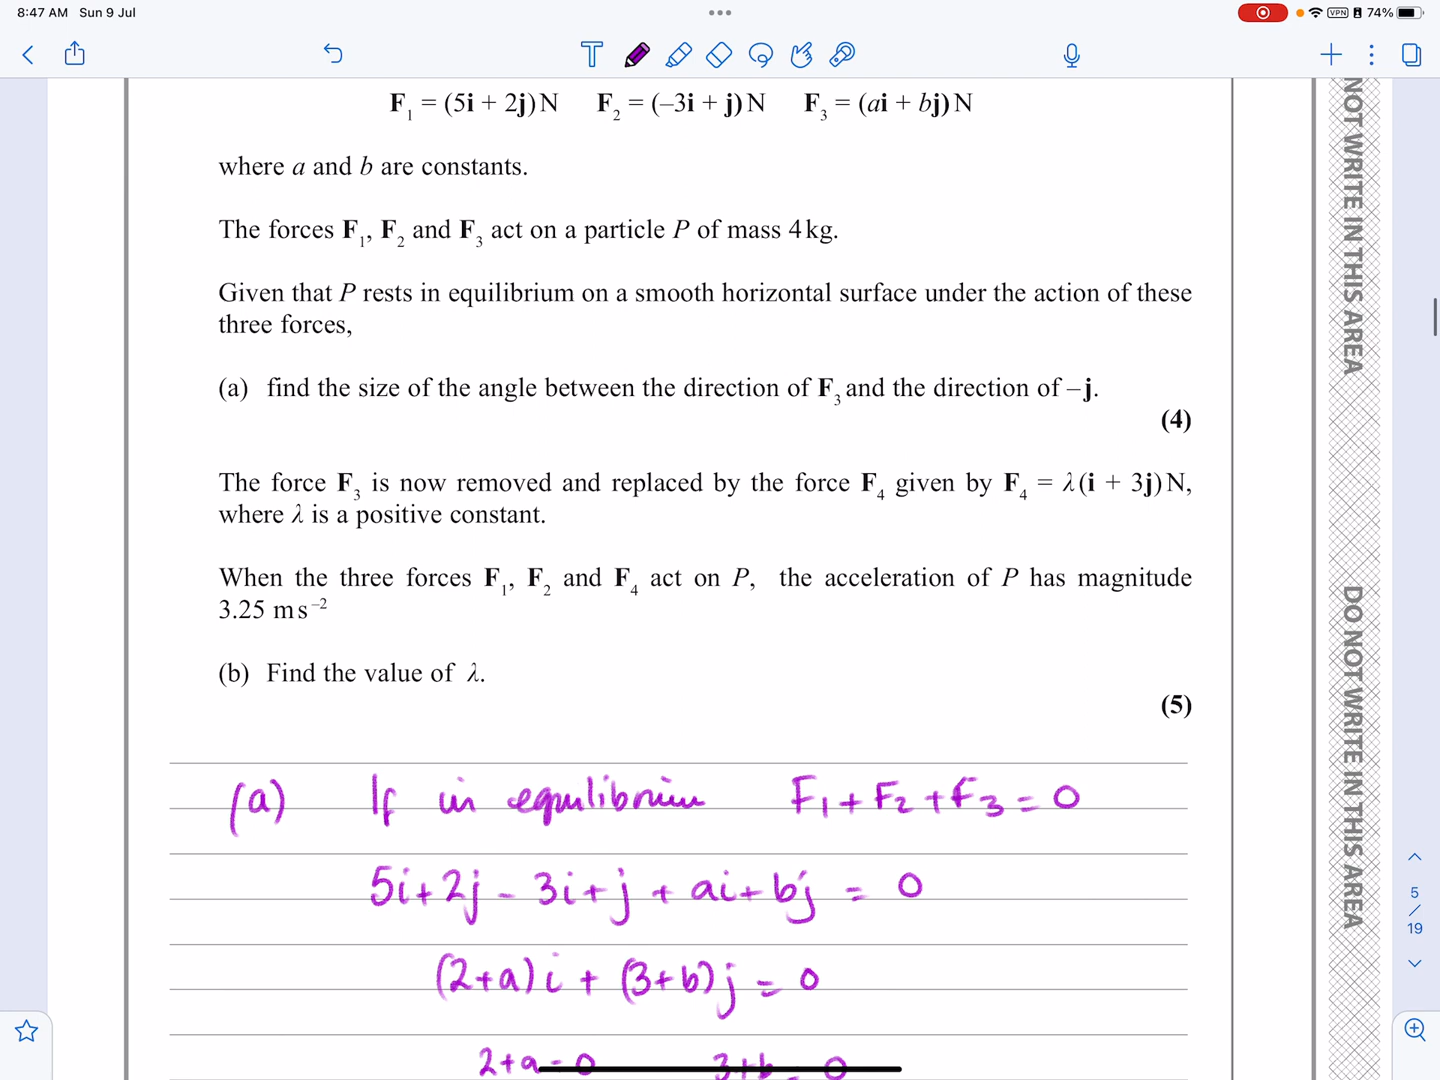 8:47 AM Sun 9 Jul
VPN 74%
F₁ = (5i + 2j) N F₂ = (–3i + j) N F₃ = (ai + bj) N
where a and b are constants.
The forces F₁, F₂ and F₃ act on a particle P of mass 4 kg.
Given that P rests in equilibrium on a smooth horizontal surface under the action of these
three forces,
(a) find the size of the angle between the direction of F₃ and the direction of –j.
(4)
The force F₃ is now removed and replaced by the force F₄ given by F₄ = λ(i + 3j) N,
where λ is a positive constant.
When the three forces F₁, F₂ and F₄ act on P, the acceleration of P has magnitude
3.25 m s⁻²
(b) Find the value of λ.
(5)
(a) If in equilibrium F₁ + F₂ + F₃ = 0
5i + 2j - 3i + j + ai + bj = 0
(2+a)i + (3+b)j = 0
2+a = 0 3+b = 0
NOT WRITE IN THIS AREA
DO NOT WRITE IN THIS AREA
5
/
19